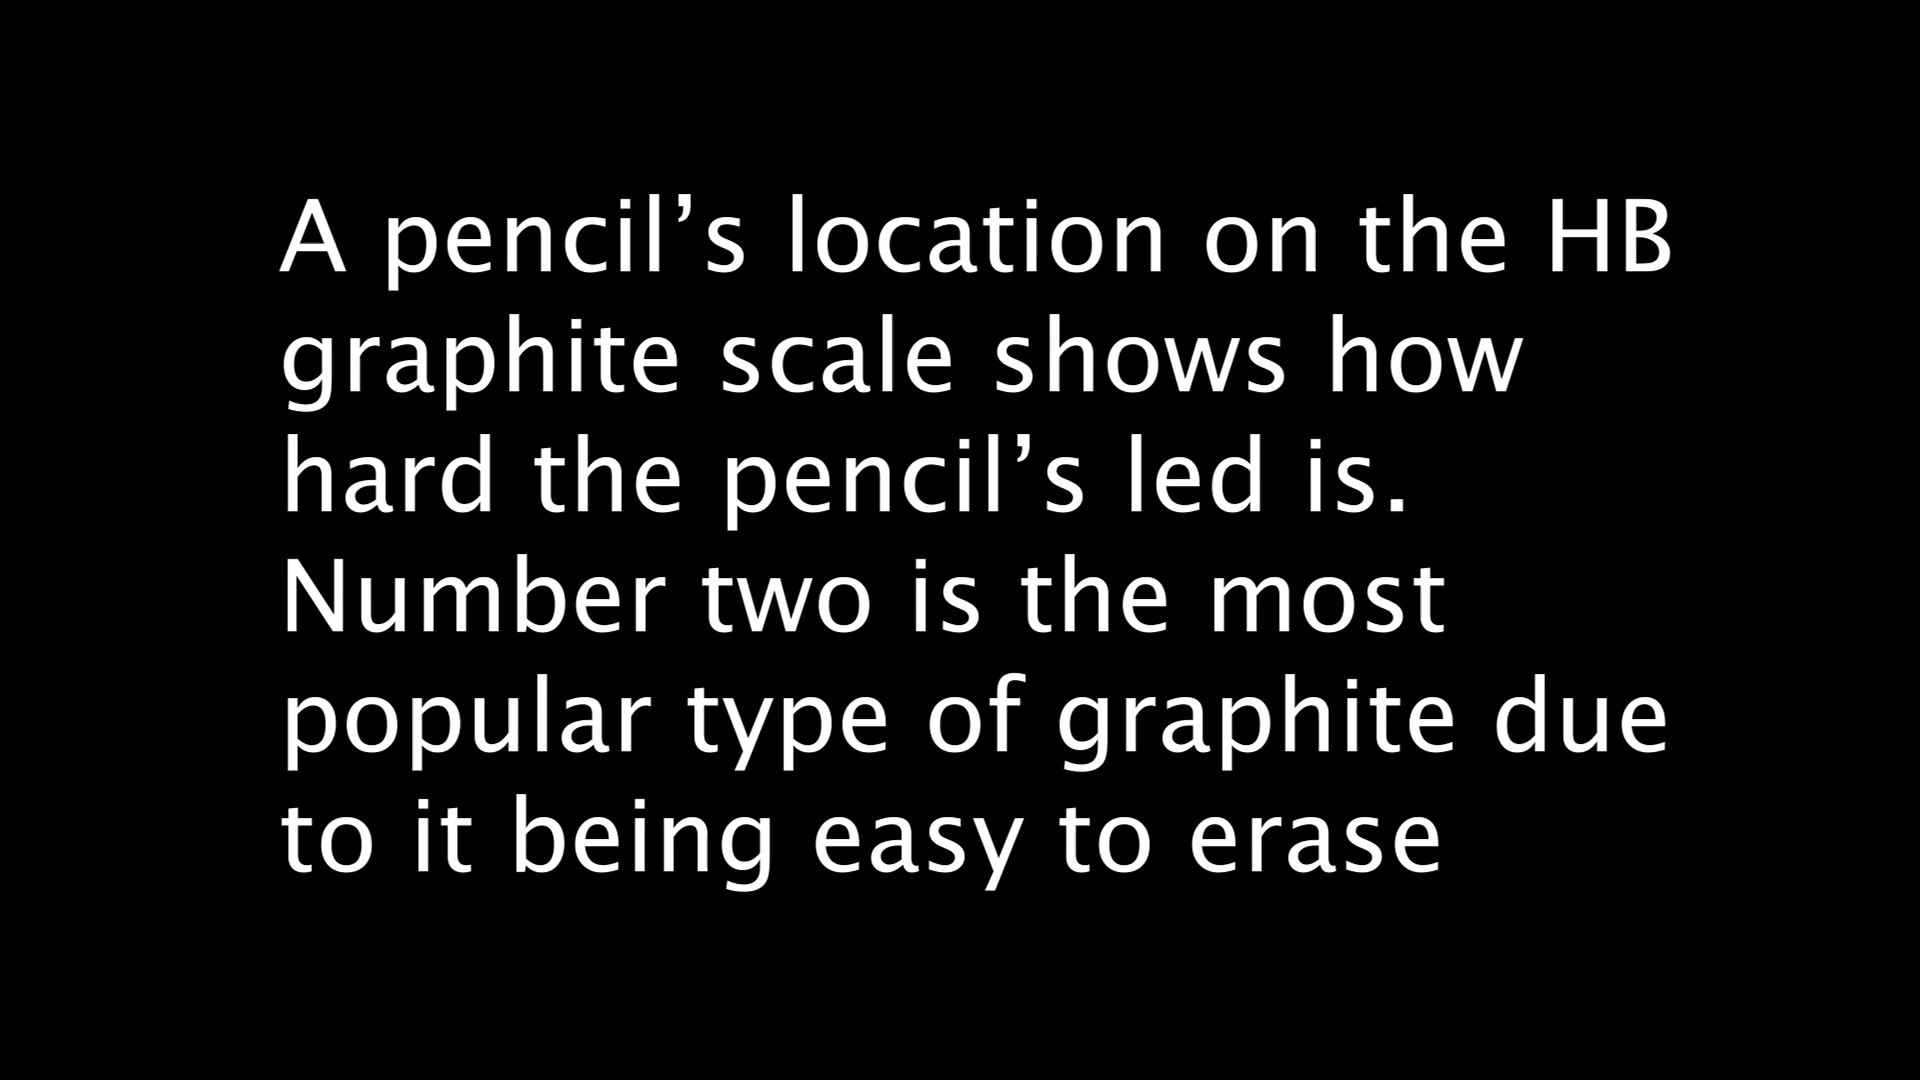 A pencil’s location on the HB
graphite scale shows how
hard the pencil’s led is.
Number two is the most
popular type of graphite due
to it being easy to erase